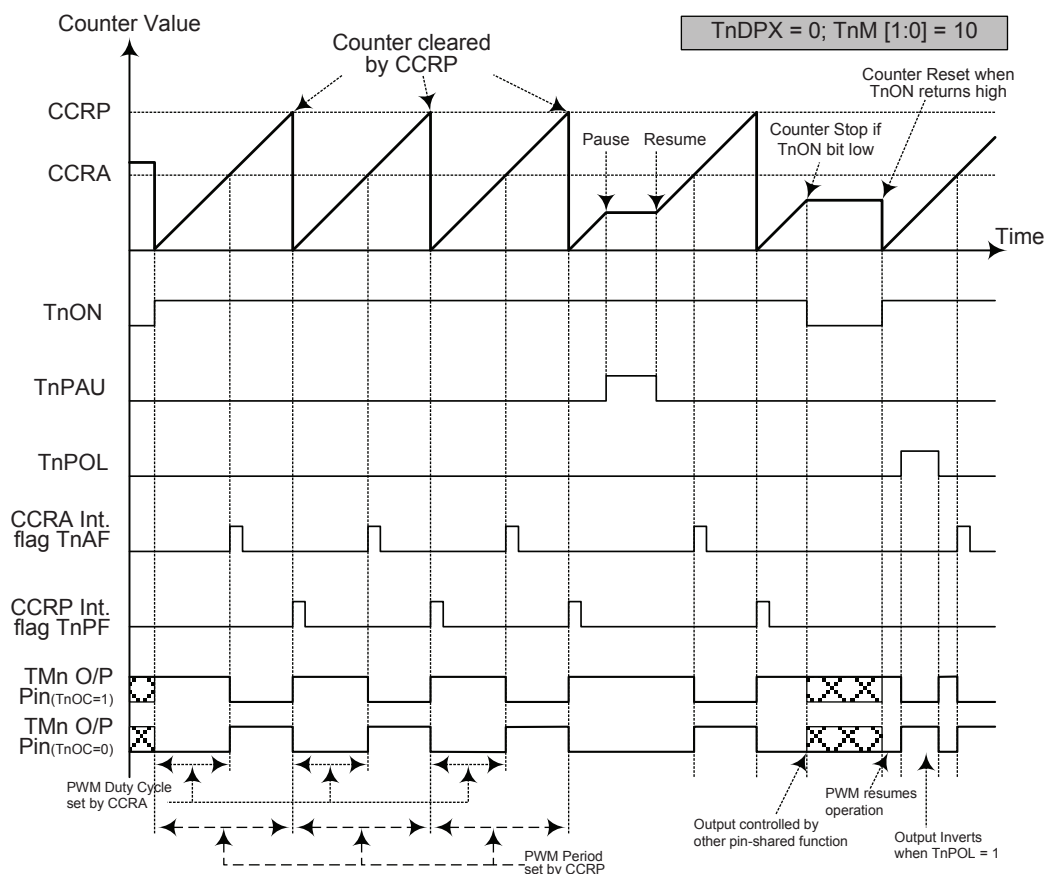 Counter Value
TnDPX = 0; TnM [1:0] = 10
Counter cleared
by CCRP
Counter Reset when
TnON returns high
CCRP
Pause
Resume
Counter Stop if
TnON bit low
CCRA
Time
TnON
TnPAU
TnPOL
CCRA Int.
flag TnAF
CCRP Int.
flag TnPF
TMn O/P
Pin(TnOC=1)
TMn O/P
Pin(TnOC=0)
PWM Duty Cycle
set by CCRA
PWM resumes
operation
Output controlled by
other pin-shared function
Output Inverts
when TnPOL = 1
PWM Period
set by CCRP